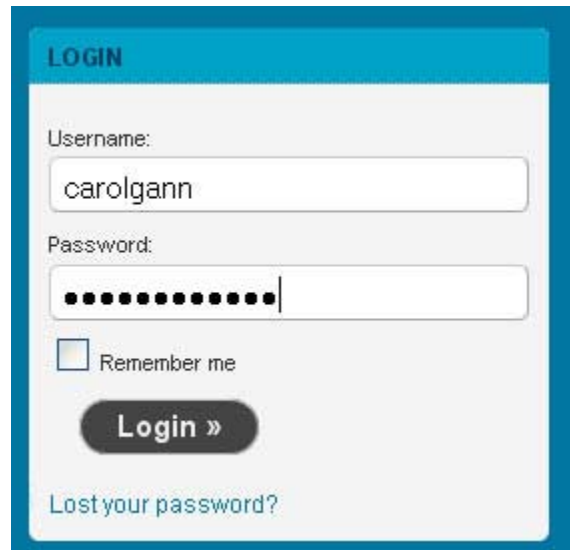 LOGIN
Username:
carolgann
Password:
••••••••••••
Remember me
Login »
Lost your password?